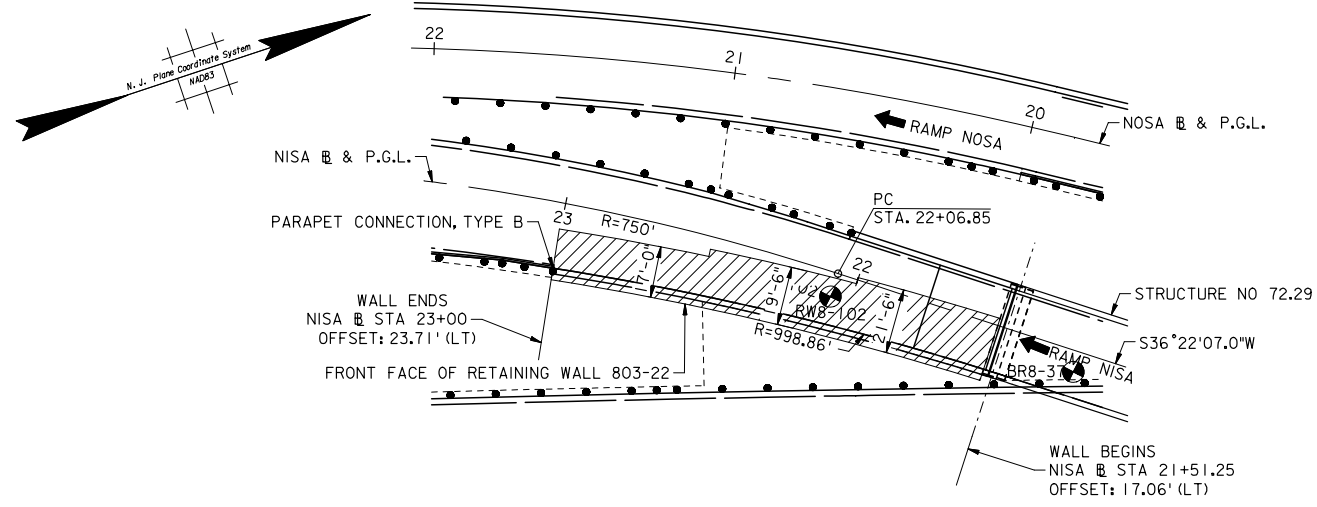 22
21
20
N.J. Plane Coordinate System
NAD83
RAMP NOSA
NOSA ⅊ & P.G.L.
NISA ⅊ & P.G.L.
PC
STA. 22+06.85
PARAPET CONNECTION, TYPE B
23
R=750'
22
17'-0"
19'-6"
21'-6"
RW8-102
R=998.86'
STRUCTURE NO 72.29
S36°22'07.0"W
RAMP NISA
BR8-37
WALL ENDS
NISA ⅊ STA 23+00
OFFSET: 23.71' (LT)
FRONT FACE OF RETAINING WALL 803-22
WALL BEGINS
NISA ⅊ STA 21+51.25
OFFSET: 17.06' (LT)